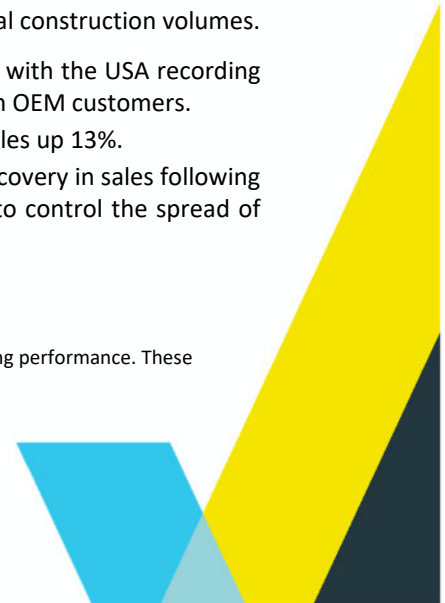 al construction volumes.
with the USA recording
OEM customers.
les up 13%.
covery in sales following
to control the spread of
ng performance. These